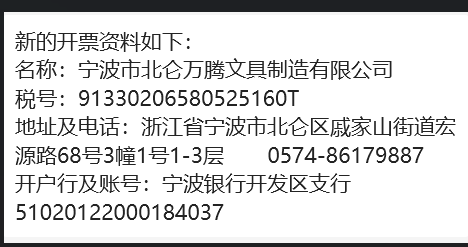 新的开票资料如下：
名称：宁波市北仑万腾文具制造有限公司
税号：91330206580525160T
地址及电话：浙江省宁波市北仑区戚家山街道宏
源路68号3幢1号1-3层 0574-86179887
开户行及账号：宁波银行开发区支行
51020122000184037